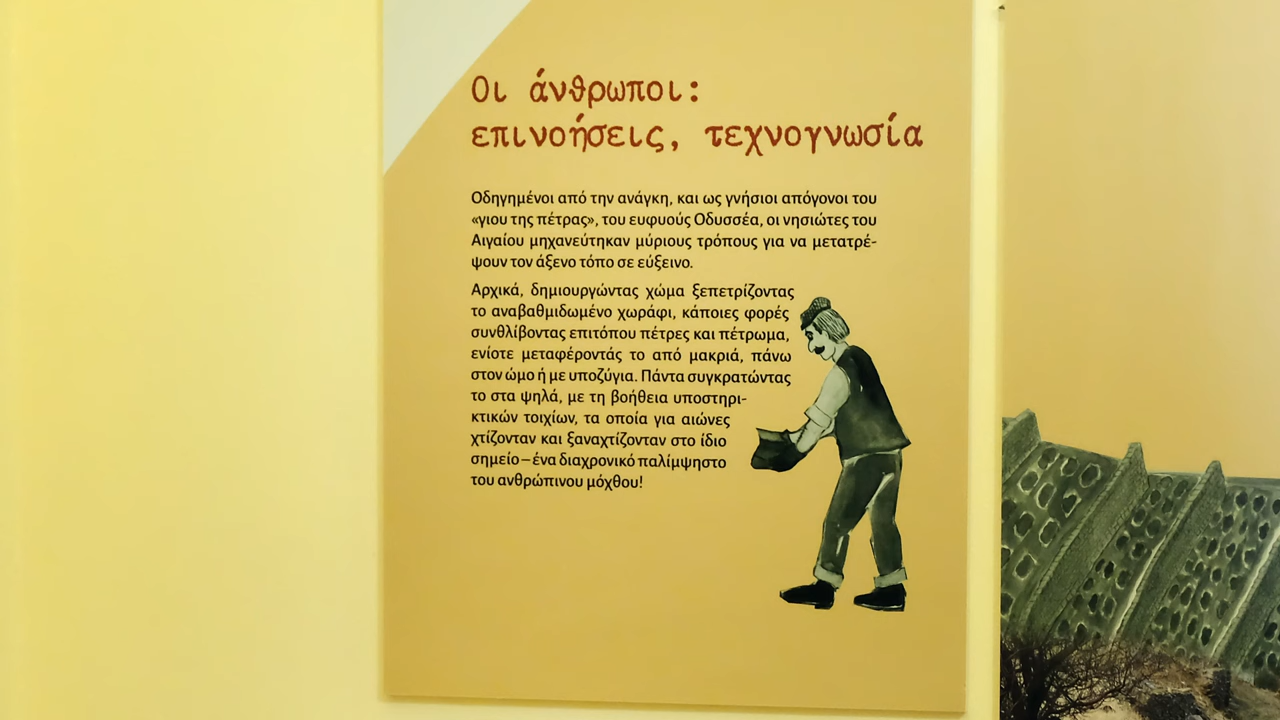 Οι άνθρωποι:
επινοήσεις, τεχνογνωσία
Οδηγημένοι από την ανάγκη, και ως γνήσιοι απόγονοι του
«γιου της πέτρας», του ευφυούς Οδυσσέα, οι νησιώτες του
Αιγαίου μηχανεύτηκαν μύριους τρόπους για να μετατρέ-
ψουν τον άξενο τόπο σε εύξεινο.
Αρχικά, δημιουργώντας χώμα ξεπετρίζοντας
το αναβαθμιδωμένο χωράφι, κάποιες φορές
συνθλίβοντας επιτόπου πέτρες και πέτρωμα,
ενίοτε μεταφέροντάς το από μακριά, πάνω
στον ώμο ή με υποζύγια. Πάντα συγκρατώντας
το στα ψηλά, με τη βοήθεια υποστηρι-
κτικών τοιχίων, τα οποία για αιώνες
χτίζονταν και ξαναχτίζονταν στο ίδιο
σημείο – ένα διαχρονικό παλίμψηστο
του ανθρώπινου μόχθου!